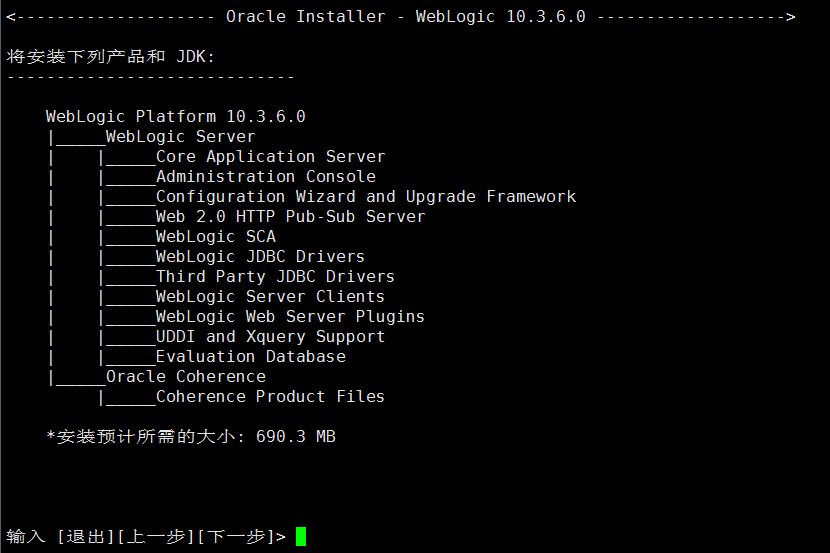 <-------------------- Oracle Installer - WebLogic 10.3.6.0 ------------------->
将安装下列产品和 JDK:
-----------------------------
WebLogic Platform 10.3.6.0
|_____WebLogic Server
|    |_____Core Application Server
|    |_____Administration Console
|    |_____Configuration Wizard and Upgrade Framework
|    |_____Web 2.0 HTTP Pub-Sub Server
|    |_____WebLogic SCA
|    |_____WebLogic JDBC Drivers
|    |_____Third Party JDBC Drivers
|    |_____WebLogic Server Clients
|    |_____WebLogic Web Server Plugins
|    |_____UDDI and Xquery Support
|    |_____Evaluation Database
|_____Oracle Coherence
     |_____Coherence Product Files
*安装预计所需的大小: 690.3 MB
输入 [退出][上一步][下一步]>